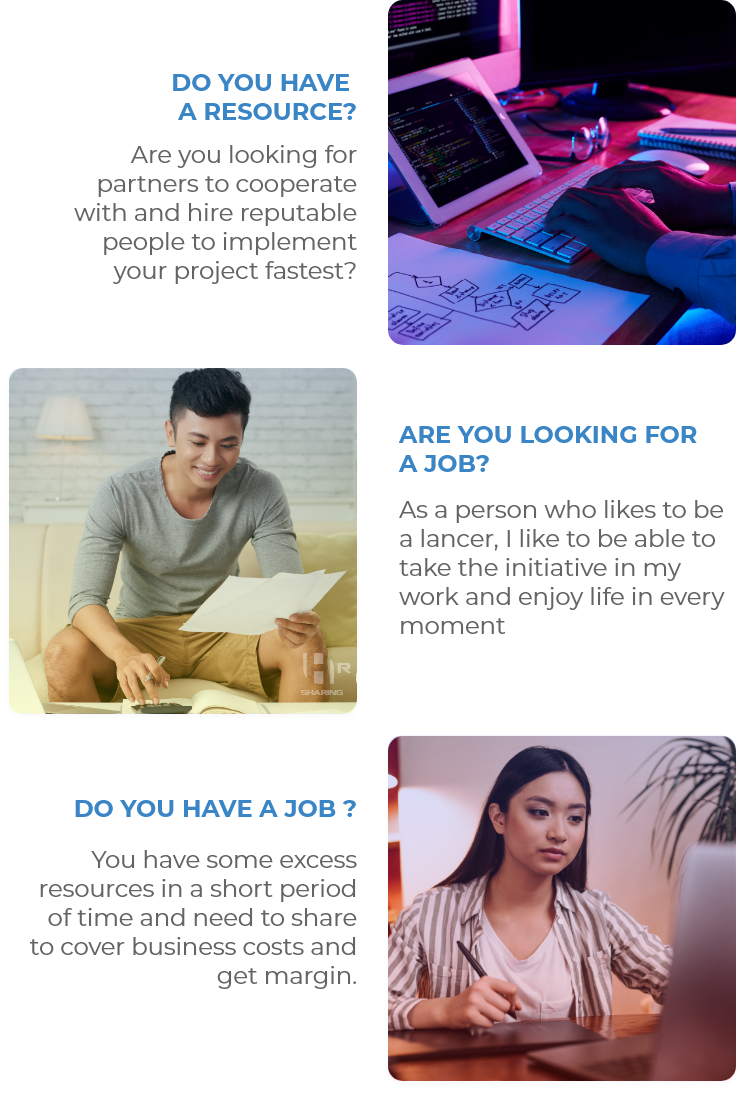 DO YOU HAVE
A RESOURCE?
Are you looking for
partners to cooperate
with and hire reputable
people to implement
your project fastest?
ARE YOU LOOKING FOR
A JOB?
As a person who likes to be
a lancer, I like to be able to
take the initiative in my
work and enjoy life in every
moment
HR
SHARING
DO YOU HAVE A JOB ?
You have some excess
resources in a short period
of time and need to share
to cover business costs and
get margin.